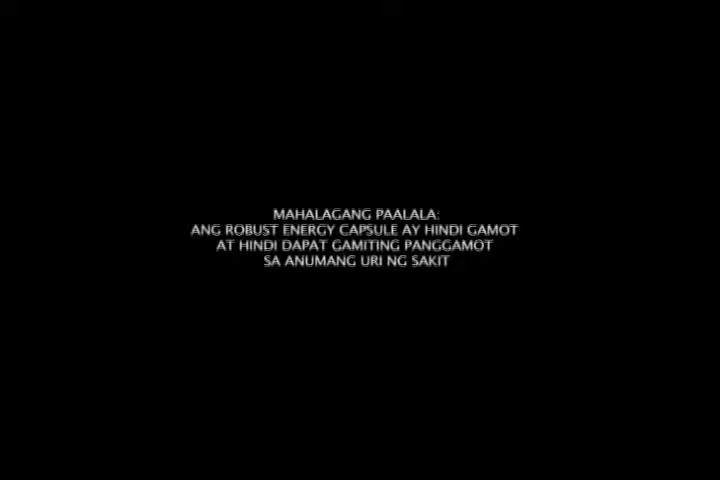 MAHALAGANG PAALALA:
ANG ROBUST ENERGY CAPSULE AY HINDI GAMOT
AT HINDI DAPAT GAMITING PANGGAMOT
SA ANUMANG URI NG SAKIT